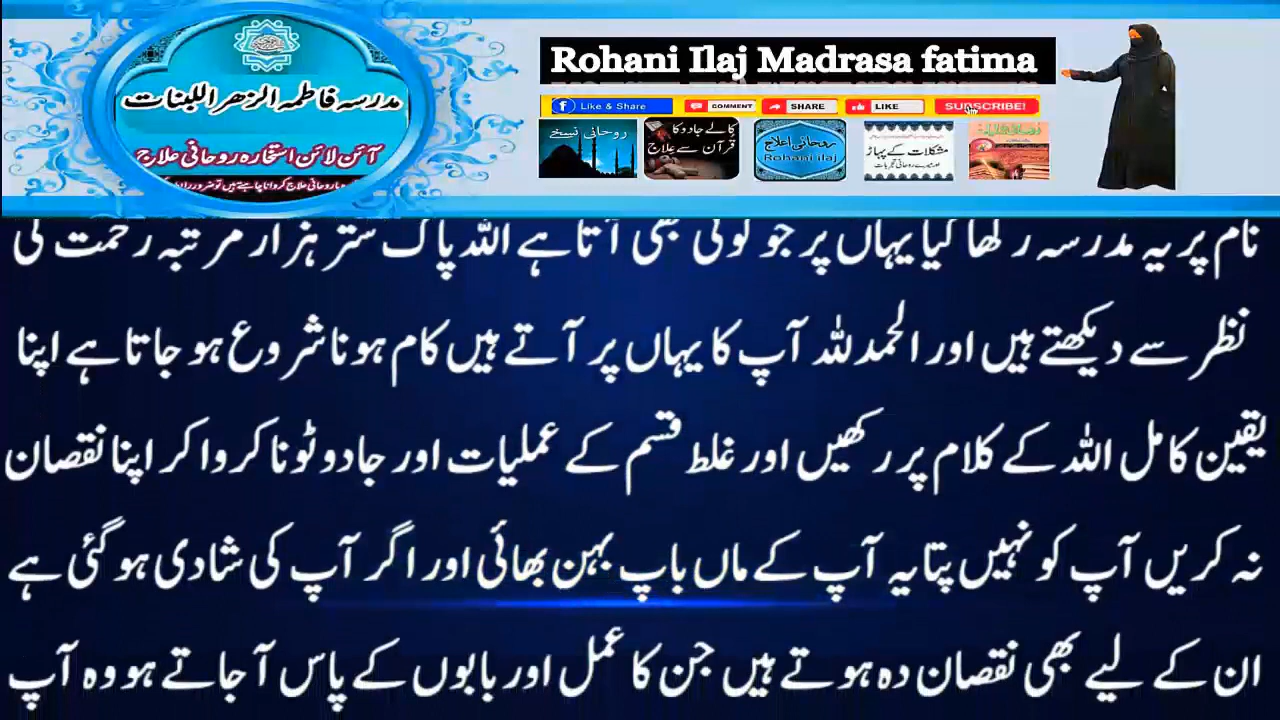 مدرسہ فاطمہ الزھرا للبنات
آئن لائن استخارہ روحانی علاج
Rohani Ilaj Madrasa fatima
Like & Share
COMMENT
SHARE
LIKE
SUBSCRIBE!
روحانی نسخے
کالے جادو کا
قرآن سے علاج
روحانی علاج
Rohani ilaj
مشکلات کے پہاڑ
نام پر یہ مدرسہ رکھا گیا یہاں پر جو کوئی بھی آتا ہے اللہ پاک ستر ہزار مرتبہ رحمت کی
نظر سے دیکھتے ہیں اور الحمدللہ آپ کا یہاں پر آتے ہیں کام ہونا شروع ہو جاتا ہے اپنا
یقین کامل اللہ کے کلام پر رکھیں اور غلط قسم کے عملیات اور جادو ٹونا کروا کر اپنا نقصان
نہ کریں آپ کو نہیں پتا یہ آپ کے ماں باپ بہن بھائی اور اگر آپ کی شادی ہو گئی ہے
ان کے لیے بھی نقصان دہ ہوتے ہیں جن کا عمل اور بابوں کے پاس آ جاتے ہو وہ آپ